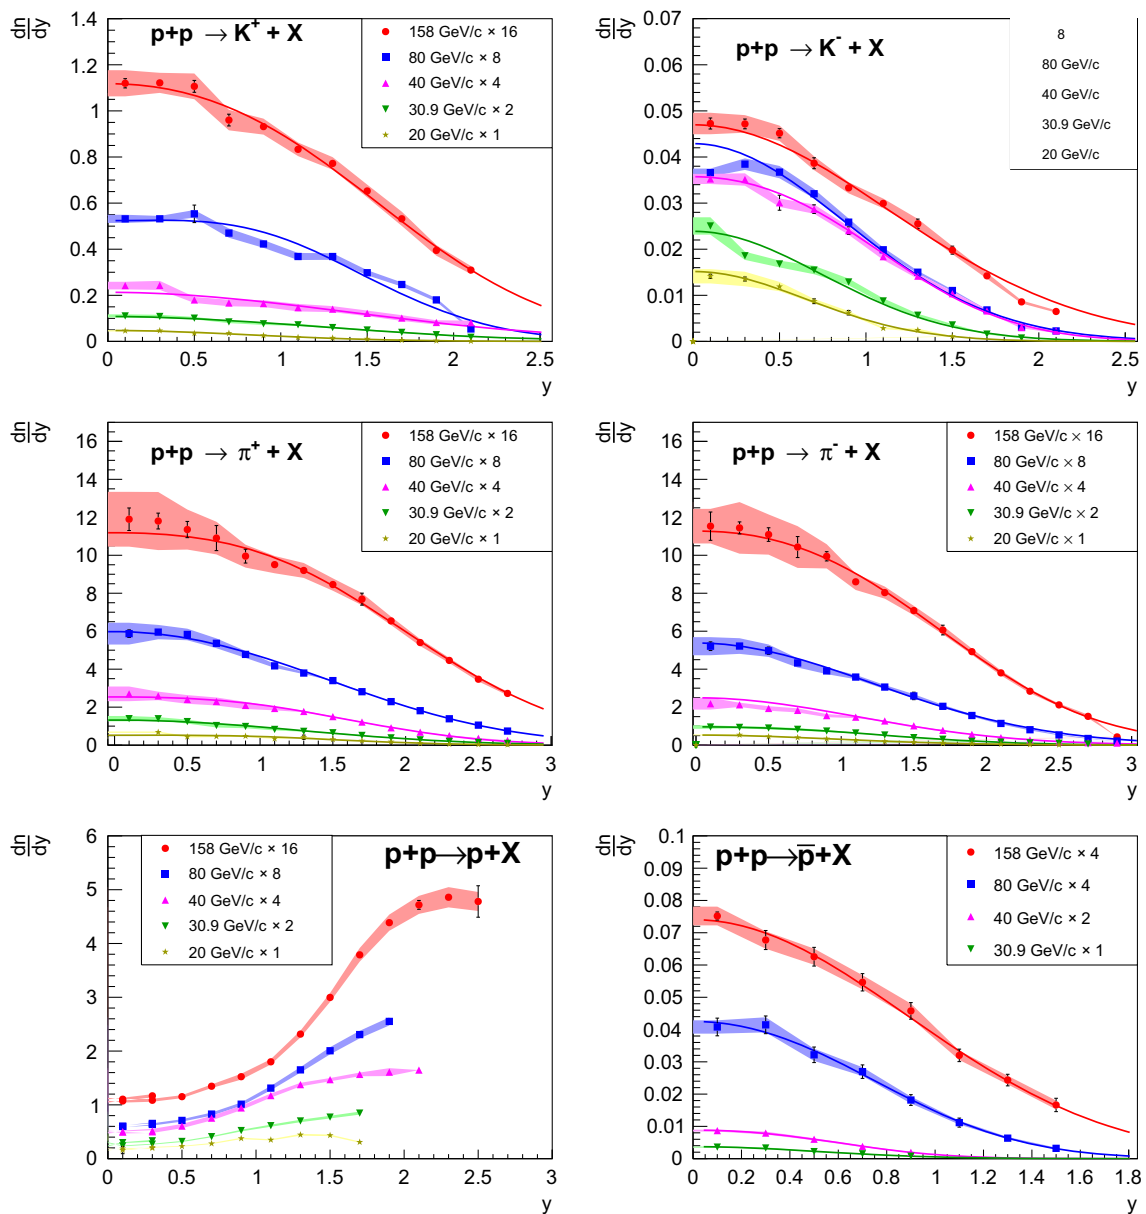 dn
dy
p+p → K⁺ + X
158 GeV/c × 16
80 GeV/c × 8
40 GeV/c × 4
30.9 GeV/c × 2
20 GeV/c × 1
1.4
1.2
1
0.8
0.6
0.4
0.2
0
0 0.5 1 1.5 2 2.5
y
dn
dy
p+p → K⁻ + X
8
80 GeV/c
40 GeV/c
30.9 GeV/c
20 GeV/c
0.07
0.06
0.05
0.04
0.03
0.02
0.01
0
0 0.5 1 1.5 2 2.5
y
dn
dy
p+p → π⁺ + X
158 GeV/c × 16
80 GeV/c × 8
40 GeV/c × 4
30.9 GeV/c × 2
20 GeV/c × 1
16
14
12
10
8
6
4
2
0
0 0.5 1 1.5 2 2.5 3
y
dn
dy
p+p → π⁻ + X
158 GeV/c × 16
80 GeV/c × 8
40 GeV/c × 4
30.9 GeV/c × 2
20 GeV/c × 1
16
14
12
10
8
6
4
2
0
0 0.5 1 1.5 2 2.5 3
y
dn
dy
158 GeV/c × 16
80 GeV/c × 8
40 GeV/c × 4
30.9 GeV/c × 2
20 GeV/c × 1
p+p→p+X
6
5
4
3
2
1
0
0 0.5 1 1.5 2 2.5 3
y
dn
dy
p+p→p̅+X
158 GeV/c × 4
80 GeV/c × 4
40 GeV/c × 2
30.9 GeV/c × 1
0.1
0.09
0.08
0.07
0.06
0.05
0.04
0.03
0.02
0.01
0
0 0.2 0.4 0.6 0.8 1 1.2 1.4 1.6 1.8
y